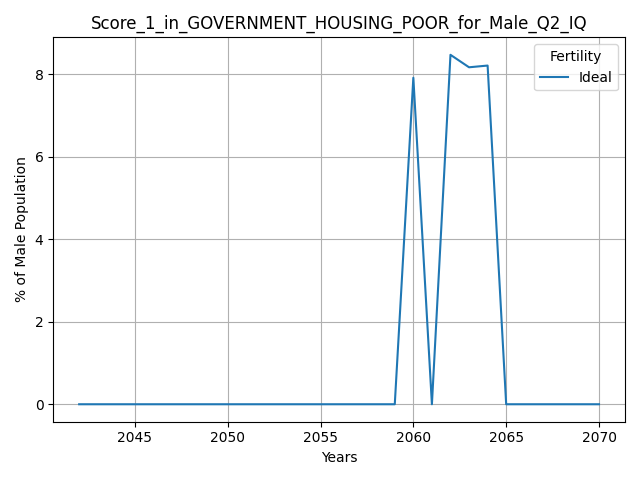 Score_1_in_GOVERNMENT_HOUSING_POOR_for_Male_Q2_IQ
Fertility
Ideal
% of Male Population
8
6
4
2
0
2045 2050 2055 2060 2065 2070
Years